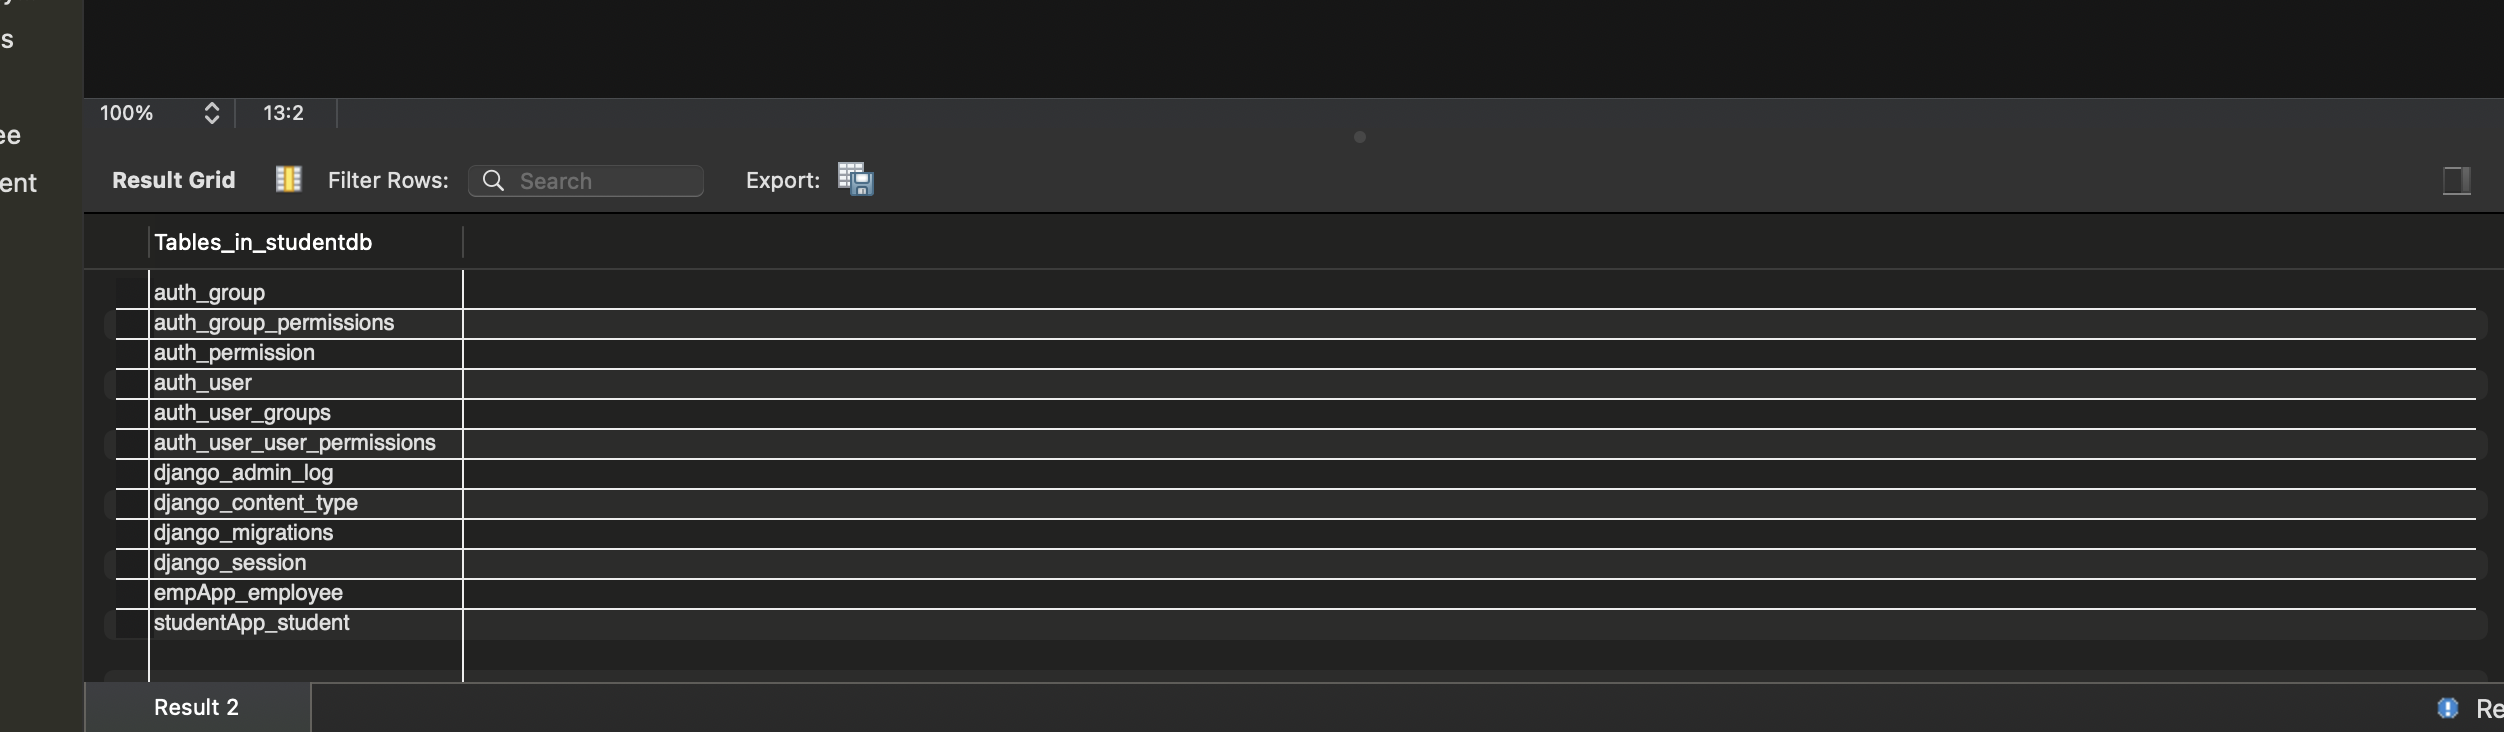 s
ee
ent
100% 13:2
Result Grid Filter Rows: Search Export:
Tables_in_studentdb
auth_group
auth_group_permissions
auth_permission
auth_user
auth_user_groups
auth_user_user_permissions
django_admin_log
django_content_type
django_migrations
django_session
empApp_employee
studentApp_student
Result 2 Re